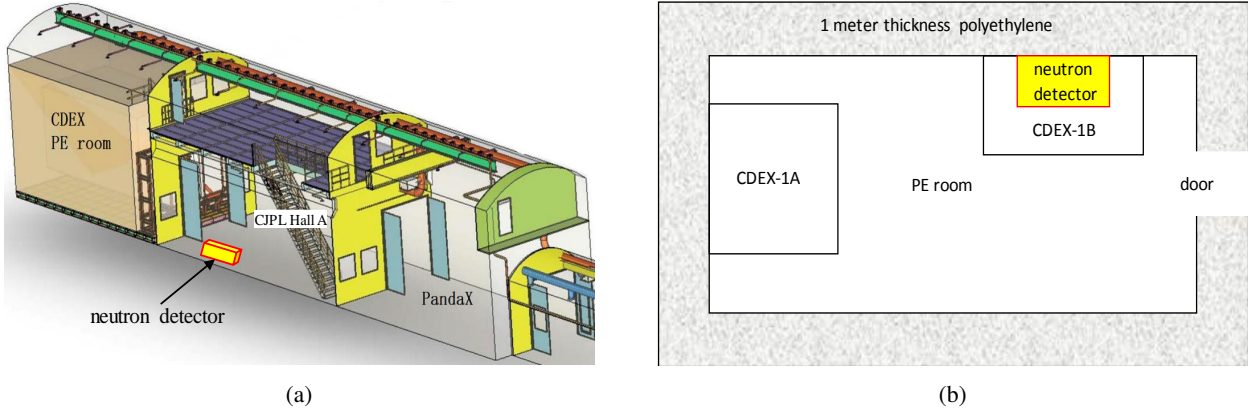 CDEX
PE room
CJPL Hall A
PandaX
neutron detector
(a)
1 meter thickness polyethylene
neutron
detector
CDEX-1B
CDEX-1A
PE room
door
(b)